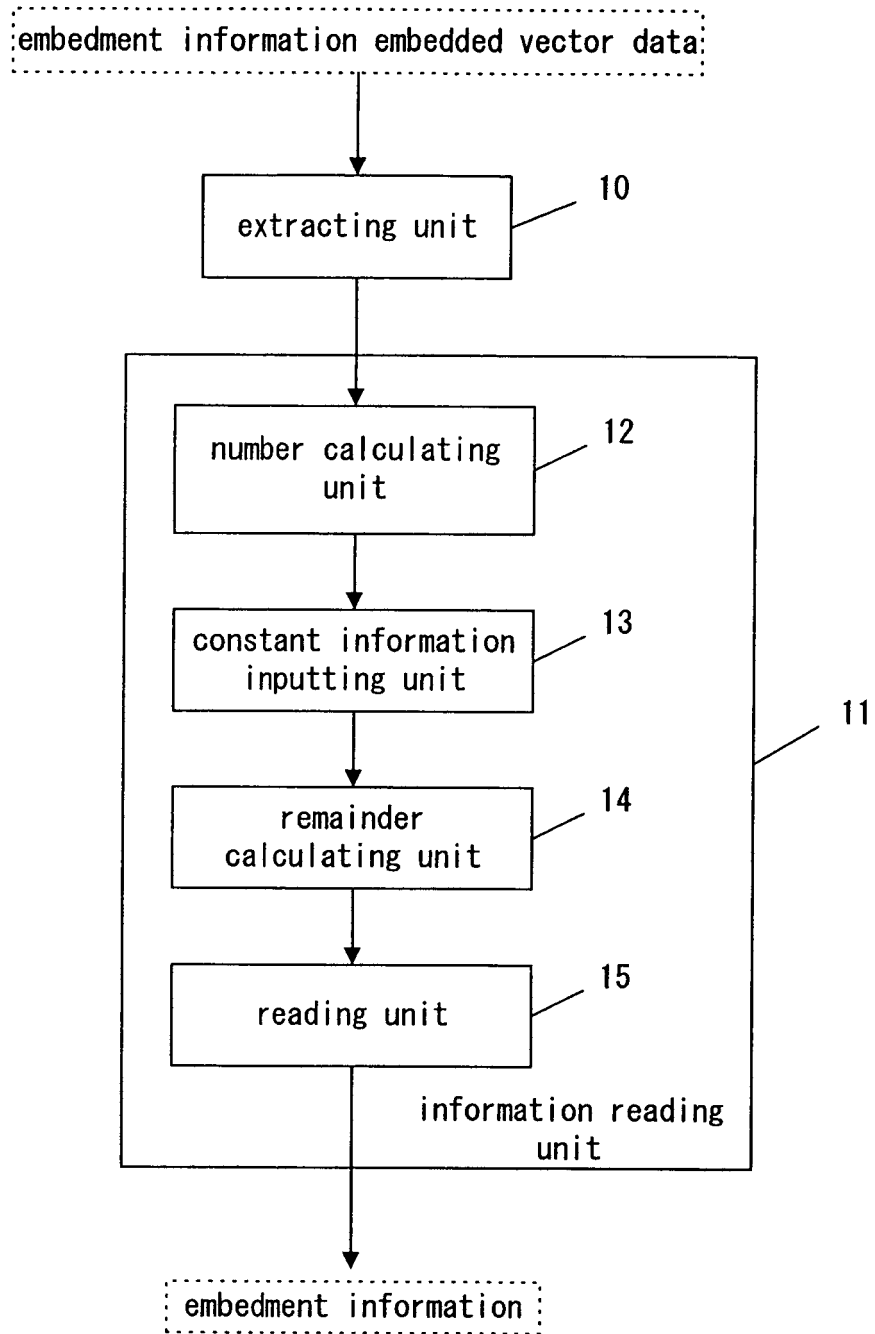 embedment information embedded vector data
10
extracting unit
12
number calculating
unit
13
constant information
inputting unit
11
14
remainder
calculating unit
15
reading unit
information reading
unit
embedment information